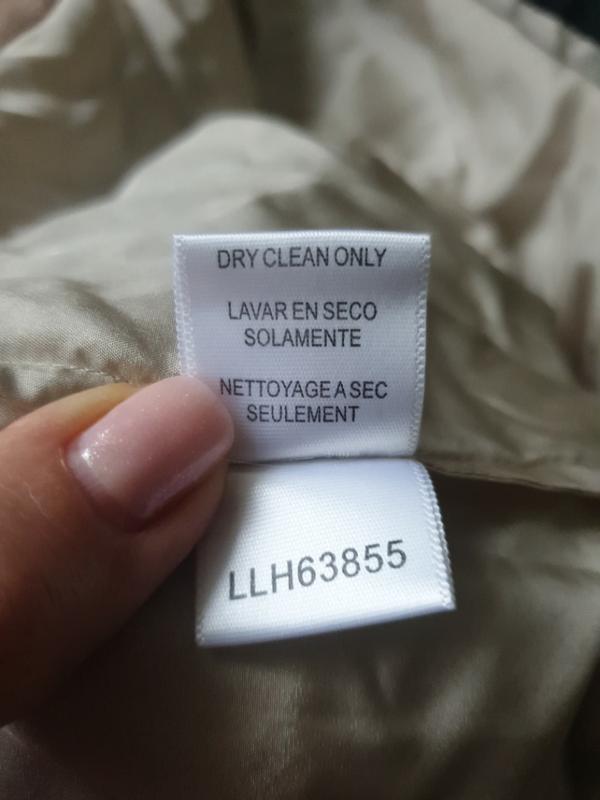 DRY CLEAN ONLY
LAVAR EN SECO
SOLAMENTE
NETTOYAGE A SEC
SEULEMENT
LLH63855